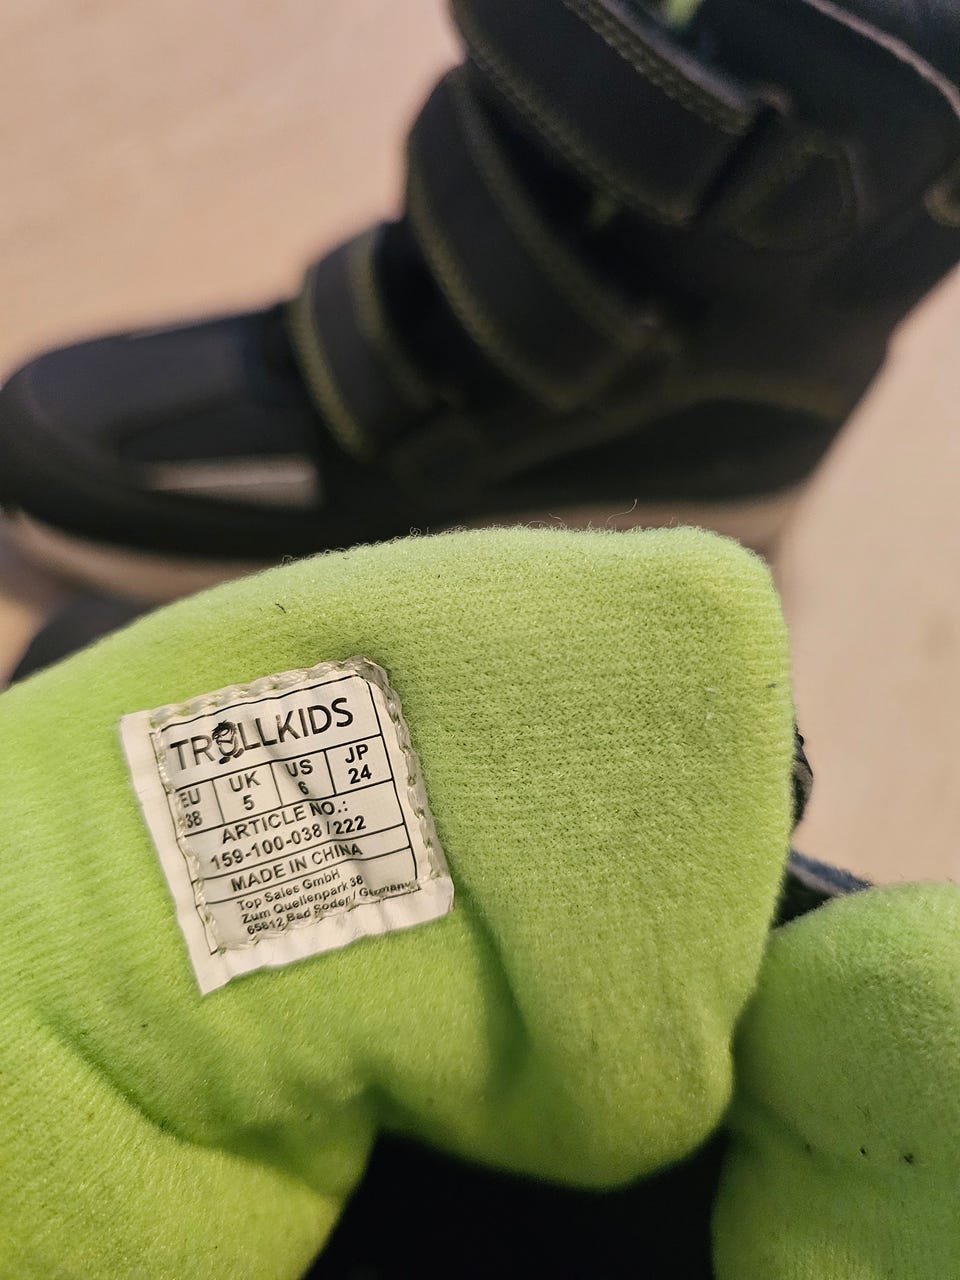 TROLLKIDS
EU UK US JP
38 5 6 24
ARTICLE NO.:
159-100-038/222
MADE IN CHINA
Top Sales GmbH
Zum Quellenpark 38
65812 Bad Soden / Germany